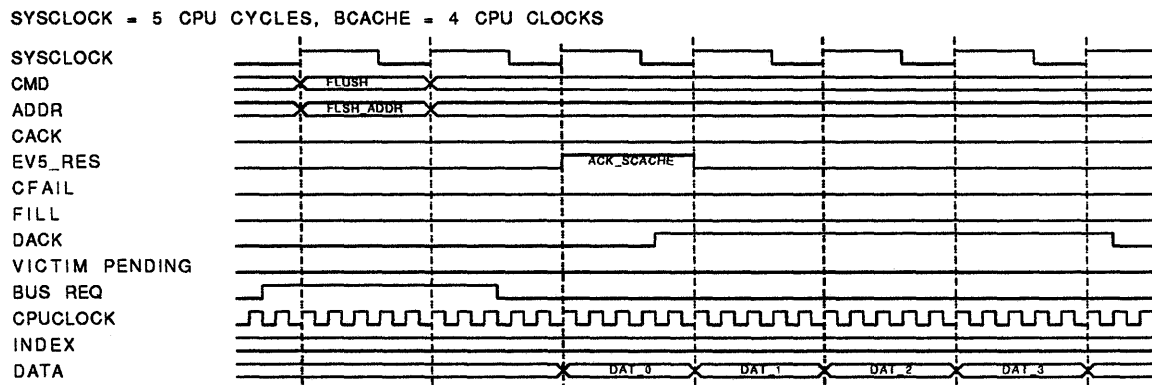 SYSCLOCK = 5 CPU CYCLES, BCACHE = 4 CPU CLOCKS
SYSCLOCK
CMD FLUSH
ADDR FLSH_ADDR
CACK
EV5_RES ACK_SCACHE
CFAIL
FILL
DACK
VICTIM PENDING
BUS REQ
CPUCLOCK
INDEX
DATA DAT_0 DAT_1 DAT_2 DAT_3